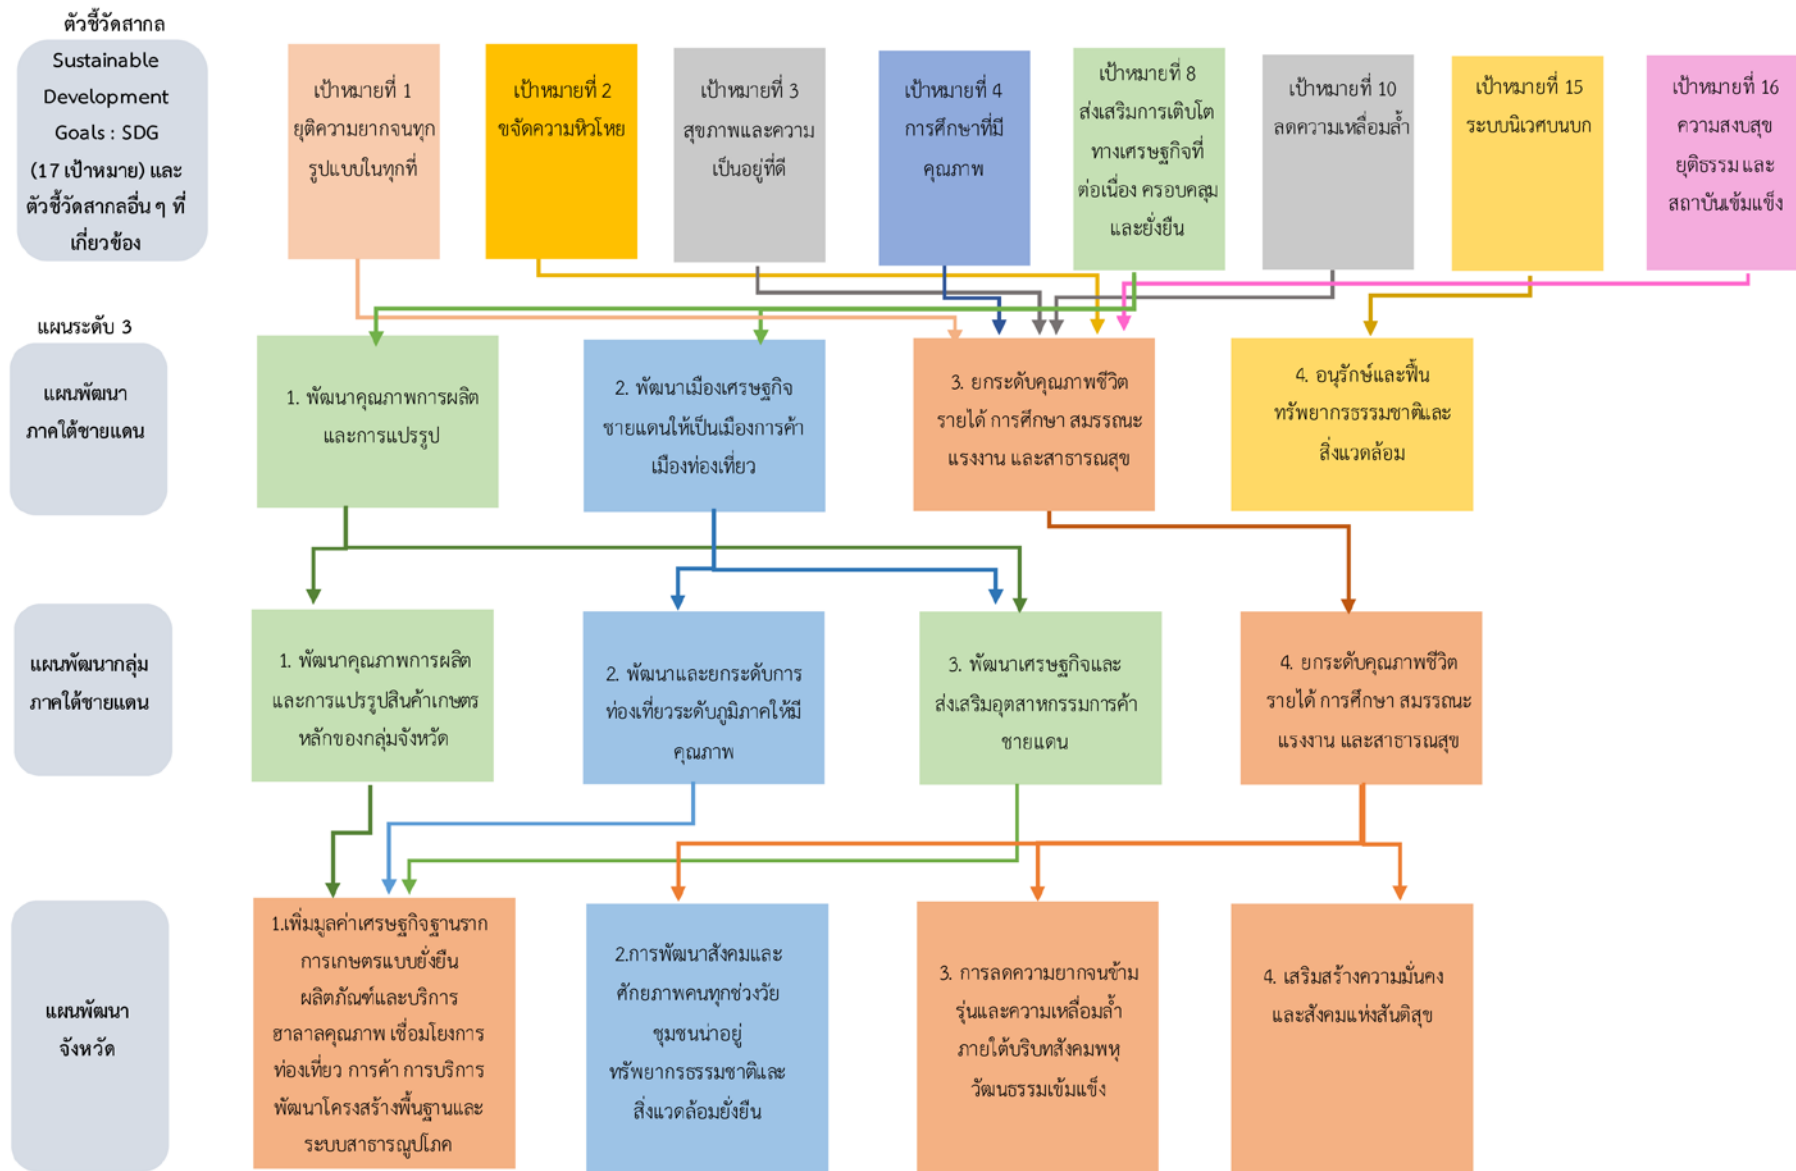 ตัวชี้วัดสากล
Sustainable
Development
Goals : SDG
(17 เป้าหมาย) และ
ตัวชี้วัดสากลอื่น ๆ ที่
เกี่ยวข้อง
เป้าหมายที่ 1
ยุติความยากจนทุก
รูปแบบในทุกที่
เป้าหมายที่ 2
ขจัดความหิวโหย
เป้าหมายที่ 3
สุขภาพและความ
เป็นอยู่ที่ดี
เป้าหมายที่ 4
การศึกษาที่มี
คุณภาพ
เป้าหมายที่ 8
ส่งเสริมการเติบโต
ทางเศรษฐกิจที่
ต่อเนื่อง ครอบคลุม
และยั่งยืน
เป้าหมายที่ 10
ลดความเหลื่อมล้ำ
เป้าหมายที่ 15
ระบบนิเวศบนบก
เป้าหมายที่ 16
ความสงบสุข
ยุติธรรม และ
สถาบันเข้มแข็ง
แผนระดับ 3
แผนพัฒนา
ภาคใต้ชายแดน
1. พัฒนาคุณภาพการผลิต
และการแปรรูป
2. พัฒนาเมืองเศรษฐกิจ
ชายแดนให้เป็นเมืองการค้า
เมืองท่องเที่ยว
3. ยกระดับคุณภาพชีวิต
รายได้ การศึกษา สมรรถนะ
แรงงาน และสาธารณสุข
4. อนุรักษ์และฟื้น
ทรัพยากรธรรมชาติและ
สิ่งแวดล้อม
แผนพัฒนากลุ่ม
ภาคใต้ชายแดน
1. พัฒนาคุณภาพการผลิต
และการแปรรูปสินค้าเกษตร
หลักของกลุ่มจังหวัด
2. พัฒนาและยกระดับการ
ท่องเที่ยวระดับภูมิภาคให้มี
คุณภาพ
3. พัฒนาเศรษฐกิจและ
ส่งเสริมอุตสาหกรรมการค้า
ชายแดน
4. ยกระดับคุณภาพชีวิต
รายได้ การศึกษา สมรรถนะ
แรงงาน และสาธารณสุข
แผนพัฒนา
จังหวัด
1.เพิ่มมูลค่าเศรษฐกิจฐานราก
การเกษตรแบบยั่งยืน
ผลิตภัณฑ์และบริการ
ฮาลาลคุณภาพ เชื่อมโยงการ
ท่องเที่ยว การค้า การบริการ
พัฒนาโครงสร้างพื้นฐานและ
ระบบสาธารณูปโภค
2.การพัฒนาสังคมและ
ศักยภาพคนทุกช่วงวัย
ชุมชนน่าอยู่
ทรัพยากรธรรมชาติและ
สิ่งแวดล้อมยั่งยืน
3. การลดความยากจนข้าม
รุ่นและความเหลื่อมล้ำ
ภายใต้บริบทสังคมพหุ
วัฒนธรรมเข้มแข็ง
4. เสริมสร้างความมั่นคง
และสังคมแห่งสันติสุข